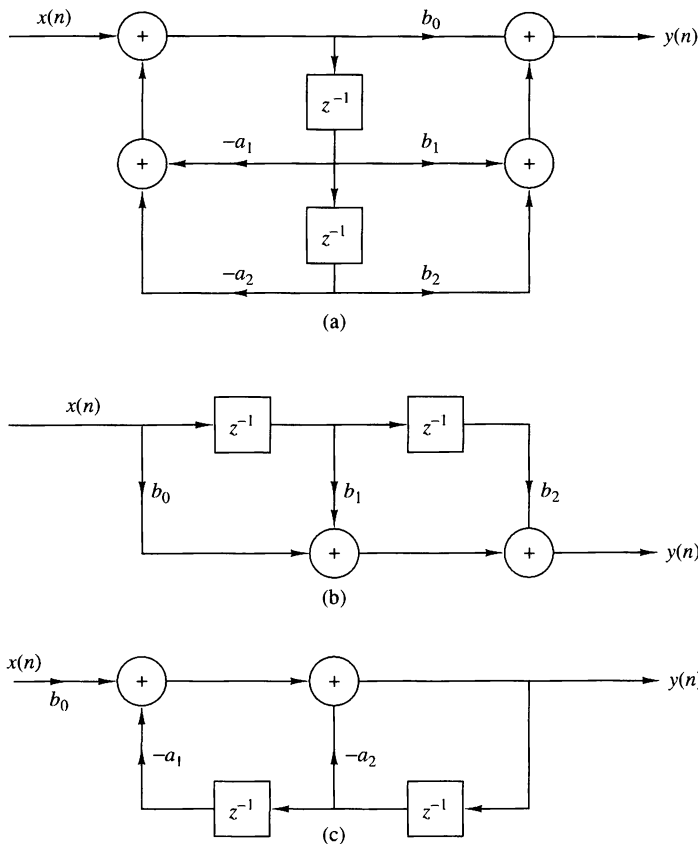 x(n) + b₀ + y(n)
z⁻¹
+ −a₁ b₁ +
z⁻¹
−a₂ b₂
(a)
x(n) z⁻¹ z⁻¹
b₀ b₁ b₂
+ + y(n)
(b)
x(n) + + y(n)
b₀
−a₁ −a₂
z⁻¹ z⁻¹
(c)